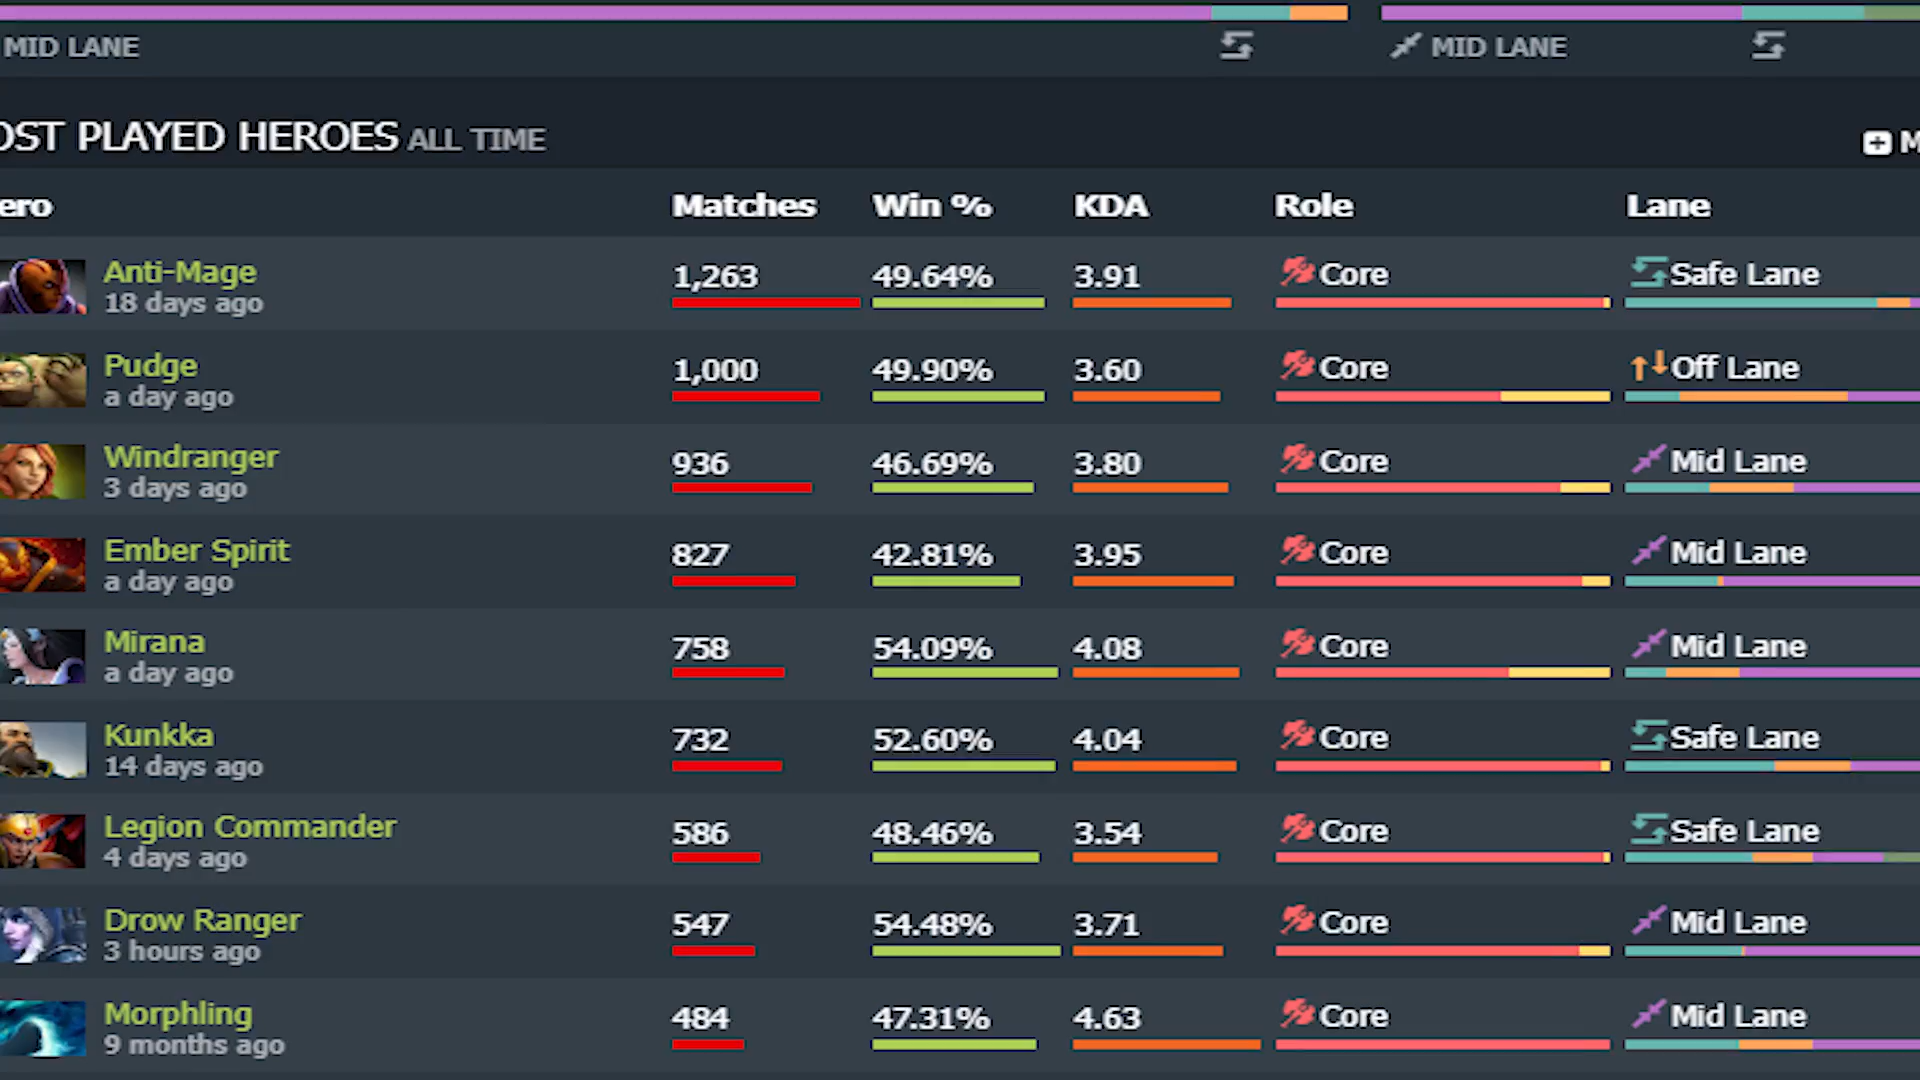 MID LANE
MID LANE
OST PLAYED HEROES ALL TIME
M
ero Matches Win % KDA Role Lane
Anti-Mage 1,263 49.64% 3.91 Core Safe Lane
18 days ago
Pudge 1,000 49.90% 3.60 Core Off Lane
a day ago
Windranger 936 46.69% 3.80 Core Mid Lane
3 days ago
Ember Spirit 827 42.81% 3.95 Core Mid Lane
a day ago
Mirana 758 54.09% 4.08 Core Mid Lane
a day ago
Kunkka 732 52.60% 4.04 Core Safe Lane
14 days ago
Legion Commander 586 48.46% 3.54 Core Safe Lane
4 days ago
Drow Ranger 547 54.48% 3.71 Core Mid Lane
3 hours ago
Morphling 484 47.31% 4.63 Core Mid Lane
9 months ago